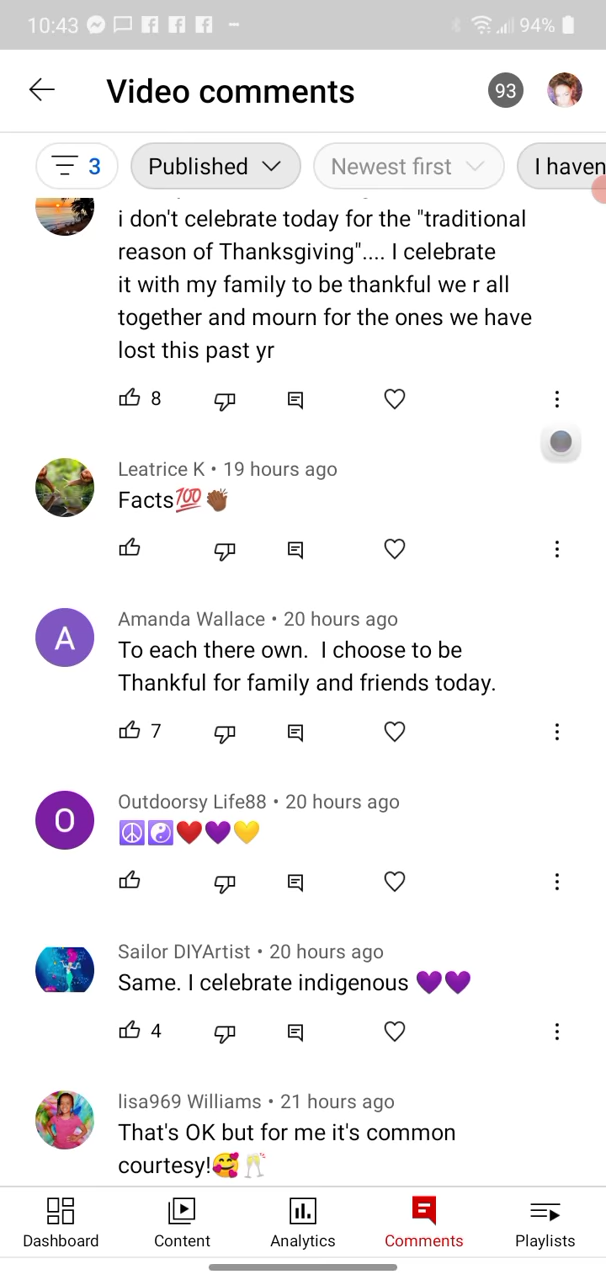 10:43
94%
Video comments
93
3
Published
Newest first
I haven
i don't celebrate today for the "traditional
reason of Thanksgiving".... I celebrate
it with my family to be thankful we r all
together and mourn for the ones we have
lost this past yr
8
Leatrice K • 19 hours ago
Facts💯👏🏾
A
Amanda Wallace • 20 hours ago
To each there own.  I choose to be
Thankful for family and friends today.
7
O
Outdoorsy Life88 • 20 hours ago
☮️☯️❤️💜💛
Sailor DIYArtist • 20 hours ago
Same. I celebrate indigenous 💜💜
4
lisa969 Williams • 21 hours ago
That's OK but for me it's common
courtesy!🥰🥂
Dashboard
Content
Analytics
Comments
Playlists